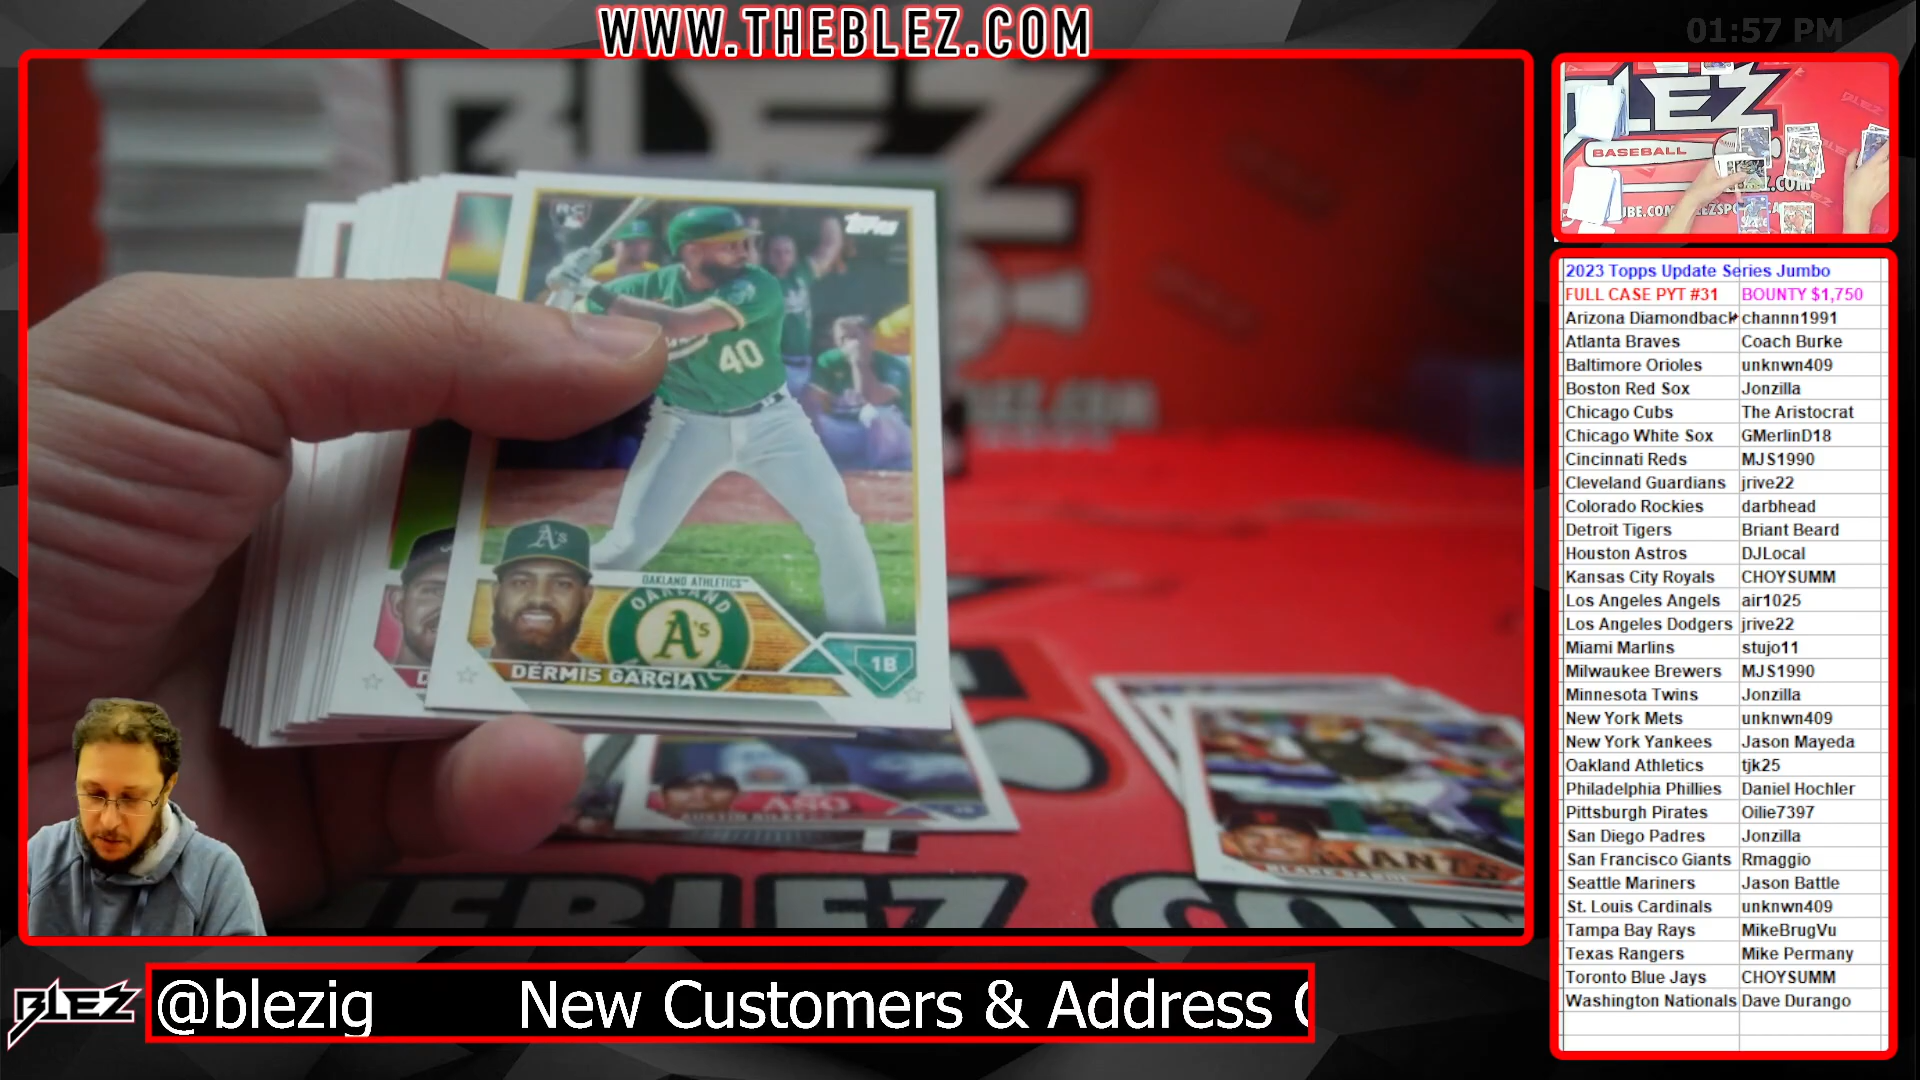 WWW.THEBLEZ.COM
01:57 PM
RC
TOPPS
40
A's
OAKLAND ATHLETICS™
OAKLAND
A's
1B
DERMIS GARCIA
BLEZ
BASEBALL
2023 Topps Update Series Jumbo
FULL CASE PYT #31 BOUNTY $1,750
Arizona Diamondback channn1991
Atlanta Braves Coach Burke
Baltimore Orioles unknwn409
Boston Red Sox Jonzilla
Chicago Cubs The Aristocrat
Chicago White Sox GMerlinD18
Cincinnati Reds MJS1990
Cleveland Guardians jrive22
Colorado Rockies darbhead
Detroit Tigers Briant Beard
Houston Astros DJLocal
Kansas City Royals CHOYSUMM
Los Angeles Angels air1025
Los Angeles Dodgers jrive22
Miami Marlins stujo11
Milwaukee Brewers MJS1990
Minnesota Twins Jonzilla
New York Mets unknwn409
New York Yankees Jason Mayeda
Oakland Athletics tjk25
Philadelphia Phillies Daniel Hochler
Pittsburgh Pirates Oilie7397
San Diego Padres Jonzilla
San Francisco Giants Rmaggio
Seattle Mariners Jason Battle
St. Louis Cardinals unknwn409
Tampa Bay Rays MikeBrugVu
Texas Rangers Mike Permany
Toronto Blue Jays CHOYSUMM
Washington Nationals Dave Durango
BLEZ
@blezig New Customers & Address